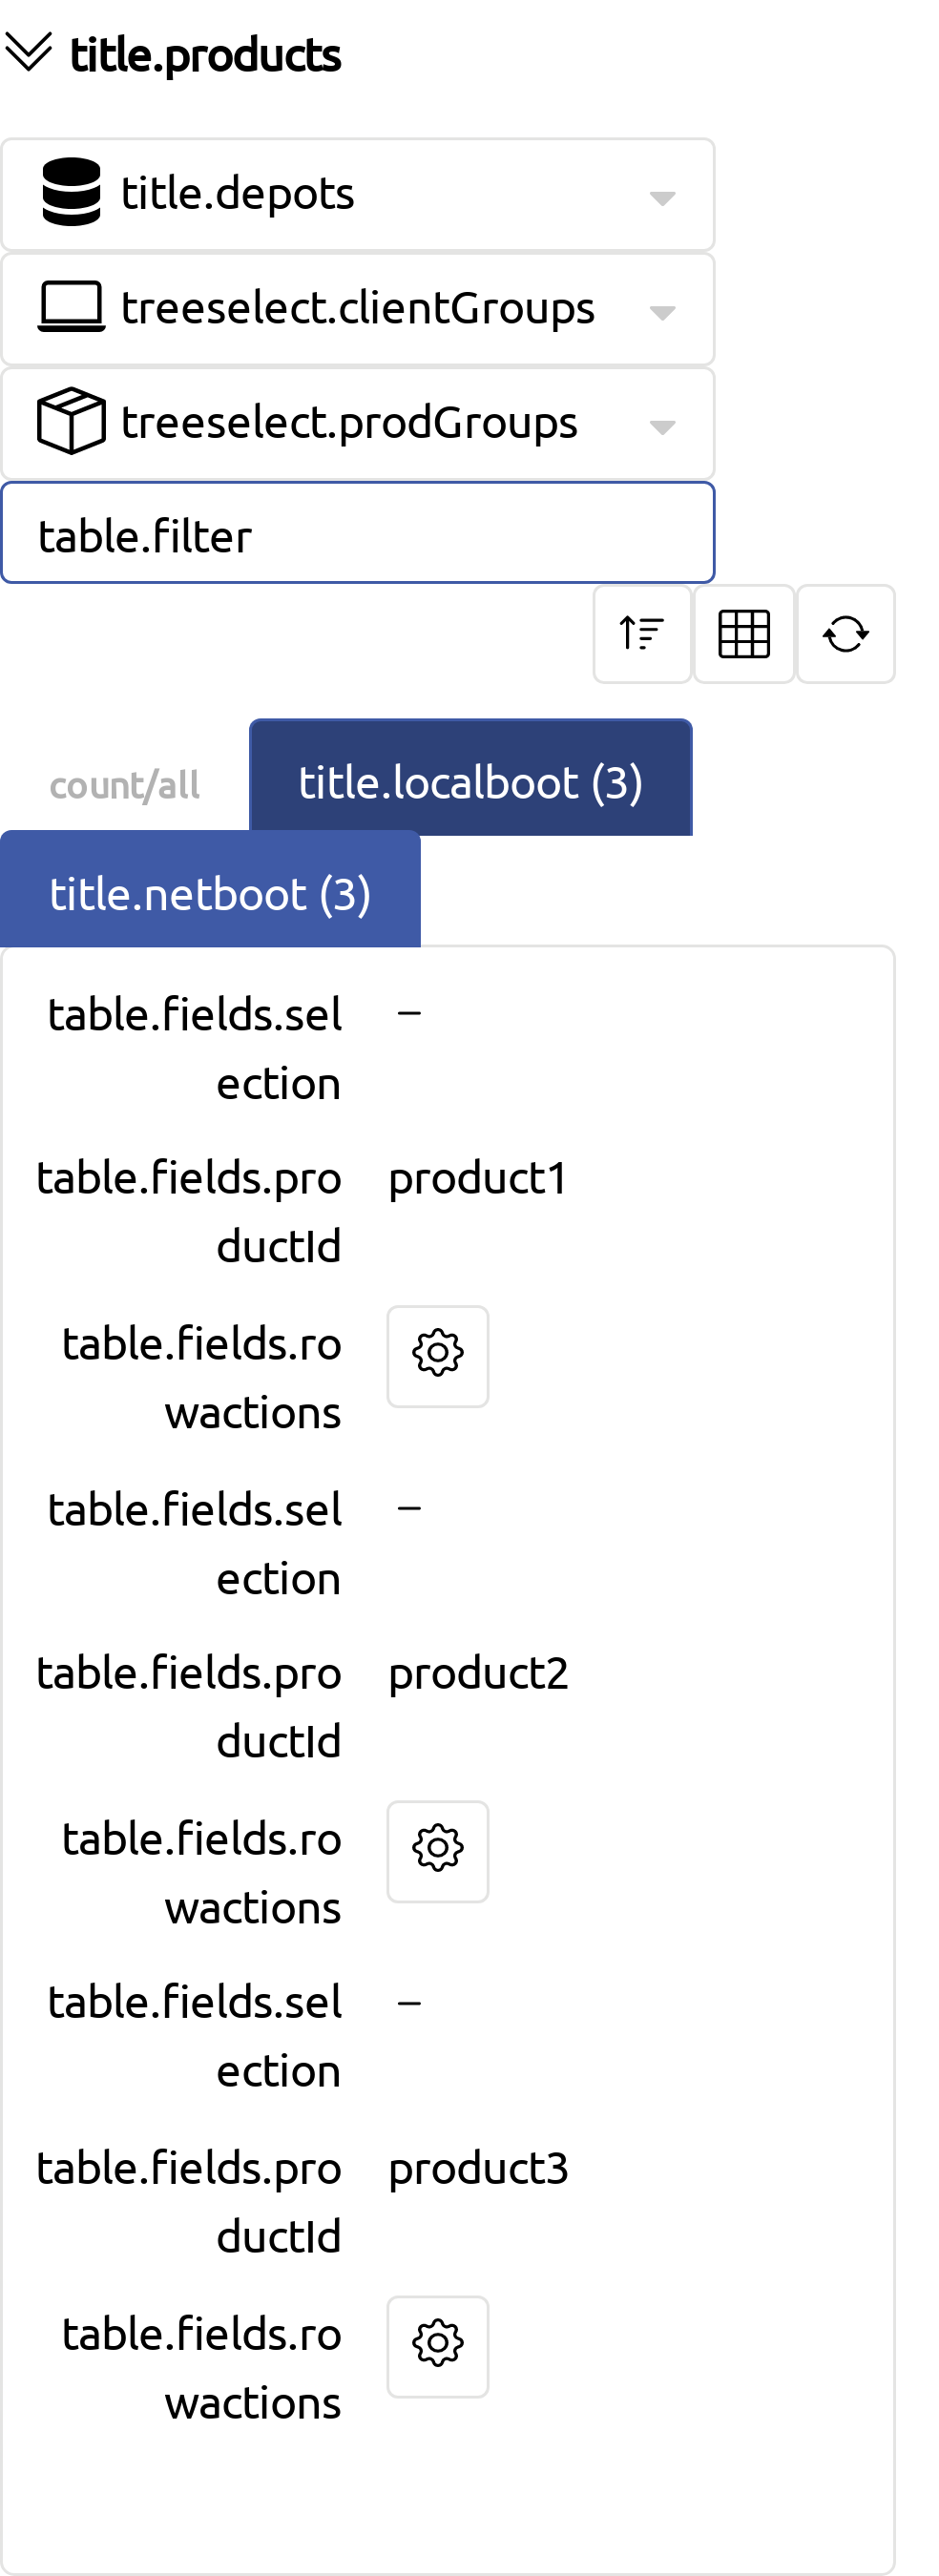 title.products
title.depots
treeselect.clientGroups
treeselect.prodGroups
table.filter
count/all
title.localboot (3)
title.netboot (3)
table.fields.sel –
ection
table.fields.pro product1
ductId
table.fields.ro
wactions
table.fields.sel –
ection
table.fields.pro product2
ductId
table.fields.ro
wactions
table.fields.sel –
ection
table.fields.pro product3
ductId
table.fields.ro
wactions